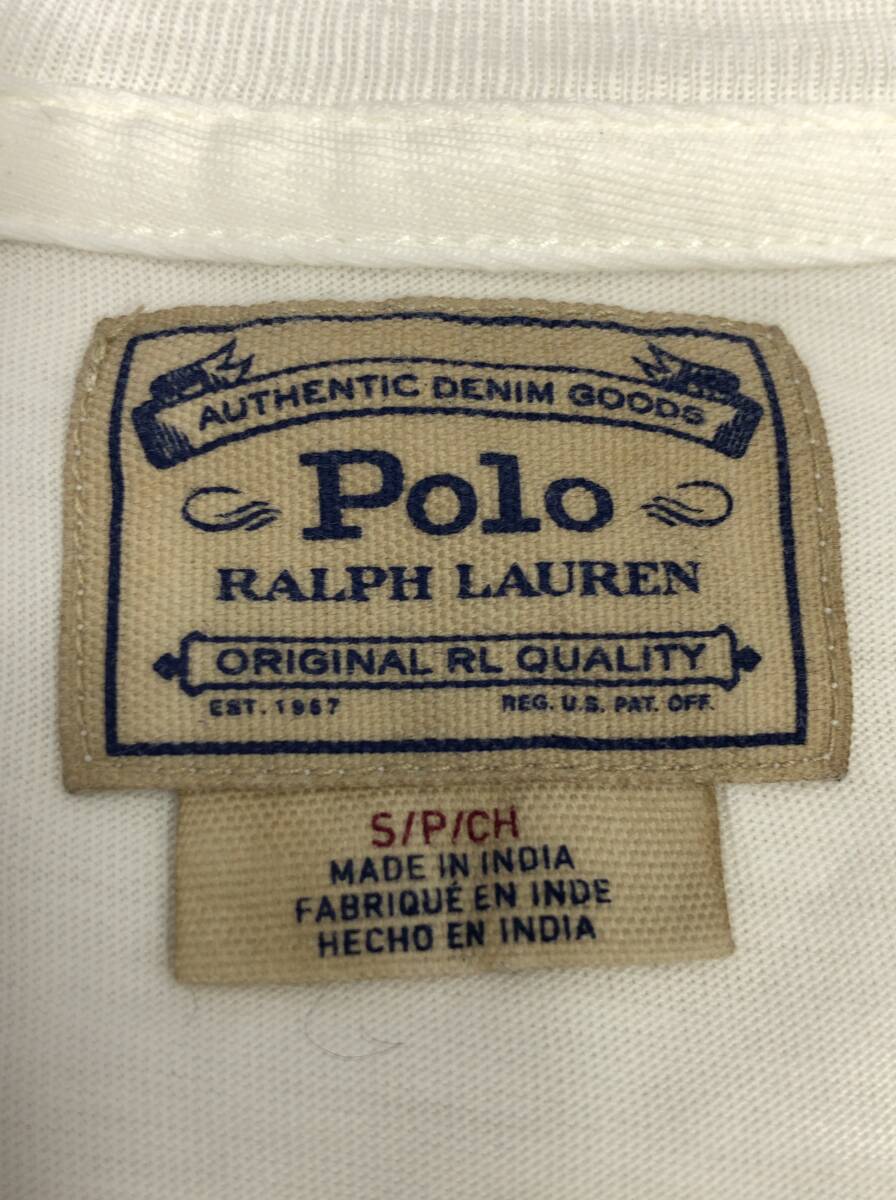 AUTHENTIC DENIM GOODS
Polo
RALPH LAUREN
ORIGINAL RL QUALITY
EST. 1967 REG. U.S. PAT. OFF.
S/P/CH
MADE IN INDIA
FABRIQUÉ EN INDE
HECHO EN INDIA